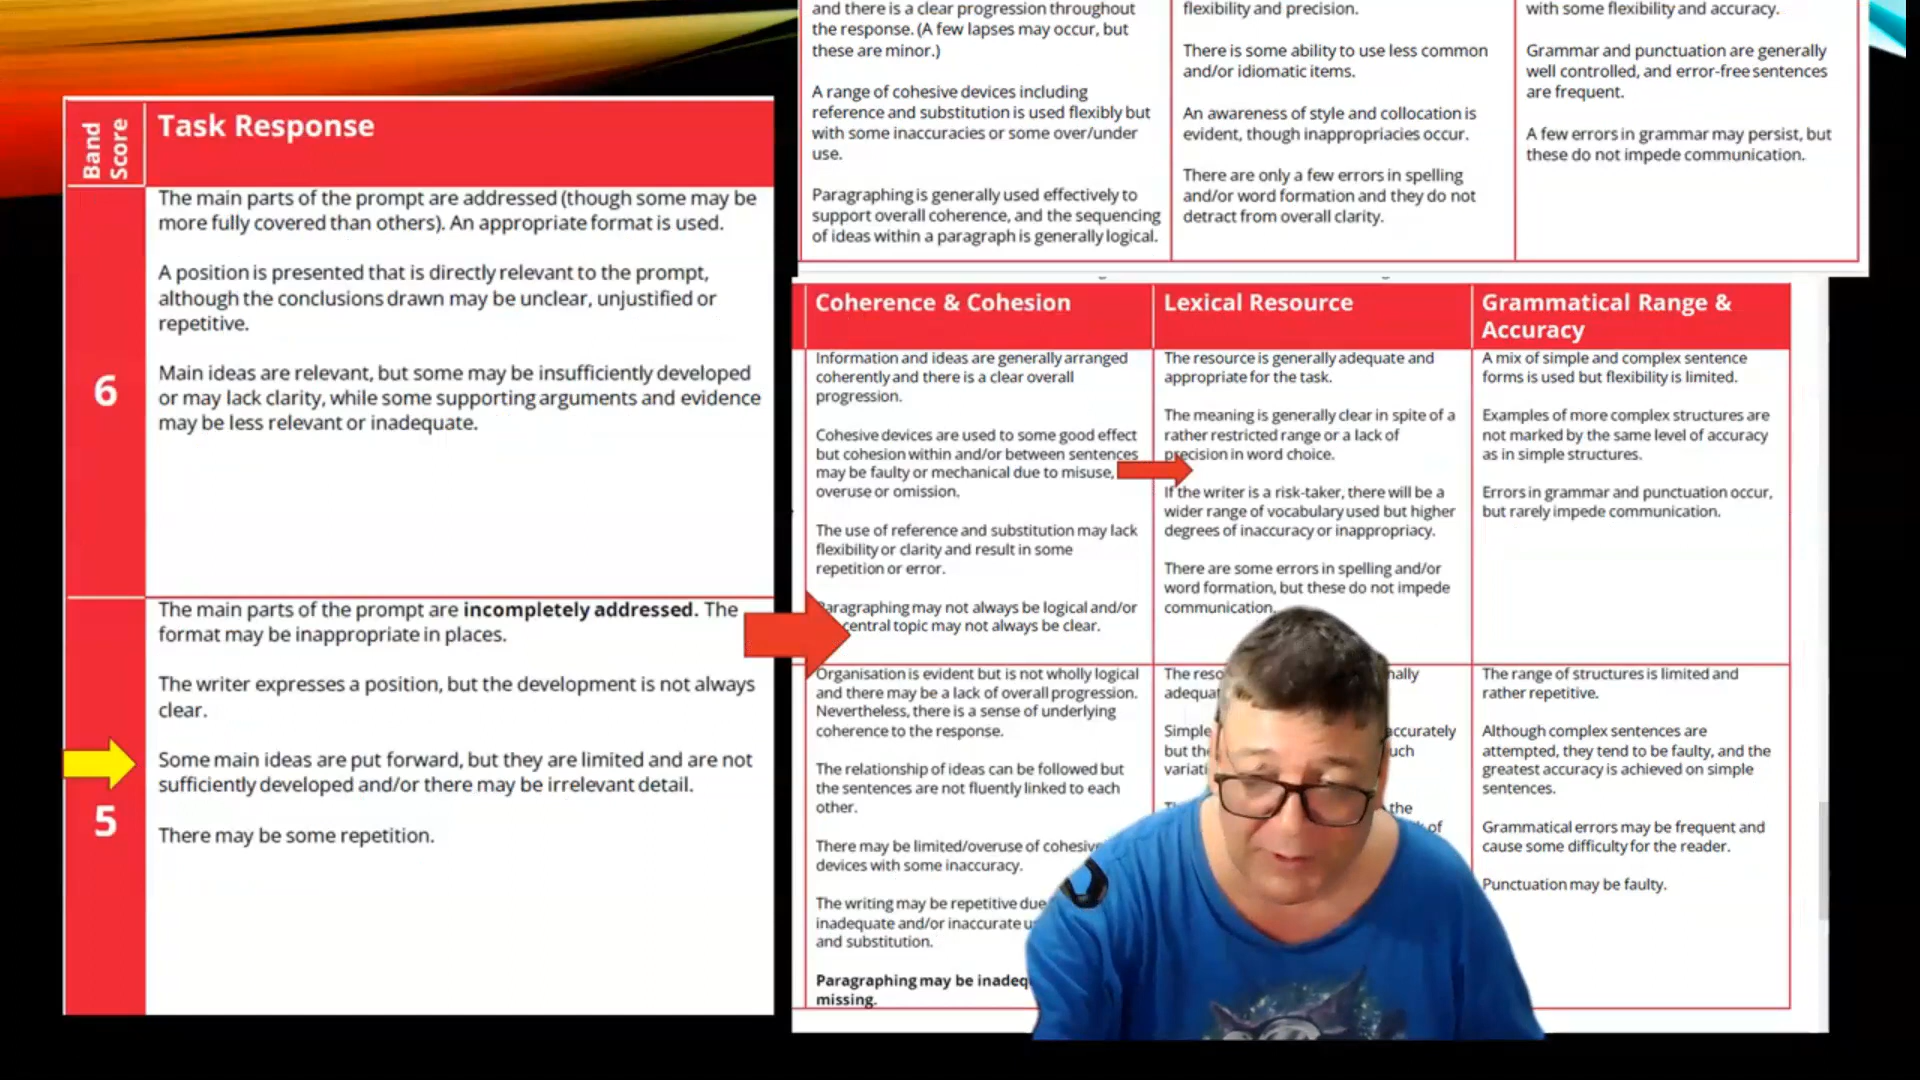 Band
Score
Task Response
6
The main parts of the prompt are addressed (though some may be
more fully covered than others). An appropriate format is used.
A position is presented that is directly relevant to the prompt,
although the conclusions drawn may be unclear, unjustified or
repetitive.
Main ideas are relevant, but some may be insufficiently developed
or may lack clarity, while some supporting arguments and evidence
may be less relevant or inadequate.
5
The main parts of the prompt are incompletely addressed. The
format may be inappropriate in places.
The writer expresses a position, but the development is not always
clear.
Some main ideas are put forward, but they are limited and are not
sufficiently developed and/or there may be irrelevant detail.
There may be some repetition.
and there is a clear progression throughout
the response. (A few lapses may occur, but
these are minor.)
A range of cohesive devices including
reference and substitution is used flexibly but
with some inaccuracies or some over/under
use.
Paragraphing is generally used effectively to
support overall coherence, and the sequencing
of ideas within a paragraph is generally logical.
flexibility and precision.
There is some ability to use less common
and/or idiomatic items.
An awareness of style and collocation is
evident, though inappropriacies occur.
There are only a few errors in spelling
and/or word formation and they do not
detract from overall clarity.
with some flexibility and accuracy.
Grammar and punctuation are generally
well controlled, and error-free sentences
are frequent.
A few errors in grammar may persist, but
these do not impede communication.
Coherence & Cohesion
Information and ideas are generally arranged
coherently and there is a clear overall
progression.
Cohesive devices are used to some good effect
but cohesion within and/or between sentences
may be faulty or mechanical due to misuse,
overuse or omission.
The use of reference and substitution may lack
flexibility or clarity and result in some
repetition or error.
Paragraphing may not always be logical and/or
central topic may not always be clear.
Organisation is evident but is not wholly logical
and there may be a lack of overall progression.
Nevertheless, there is a sense of underlying
coherence to the response.
The relationship of ideas can be followed but
the sentences are not fluently linked to each
other.
There may be limited/overuse of cohesive
devices with some inaccuracy.
The writing may be repetitive due
inadequate and/or inaccurate
and substitution.
Paragraphing may be
missing.
Lexical Resource
The resource is generally adequate and
appropriate for the task.
The meaning is generally clear in spite of a
rather restricted range or a lack of
precision in word choice.
If the writer is a risk-taker, there will be a
wider range of vocabulary used but higher
degrees of inaccuracy or inappropriacy.
There are some errors in spelling and/or
word formation, but these do not impede
communication.
The
Simple accurately
but
the
of
Grammatical Range &
Accuracy
A mix of simple and complex sentence
forms is used but flexibility is limited.
Examples of more complex structures are
not marked by the same level of accuracy
as in simple structures.
Errors in grammar and punctuation occur,
but rarely impede communication.
The range of structures is limited and
rather repetitive.
Although complex sentences are
attempted, they tend to be faulty, and the
greatest accuracy is achieved on simple
sentences.
Grammatical errors may be frequent and
cause some difficulty for the reader.
Punctuation may be faulty.